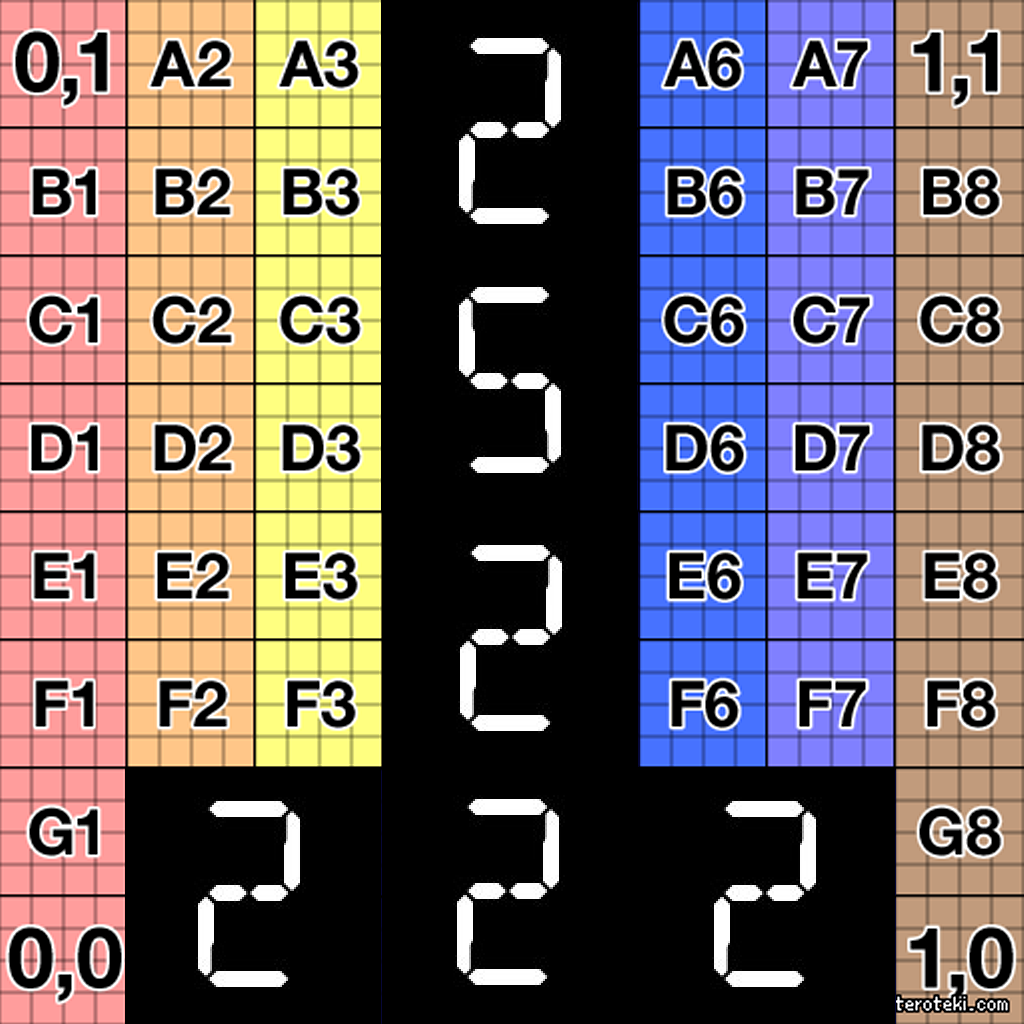 0,1 A2 A3 2 A6 A7 1,1
B1 B2 B3 B6 B7 B8
C1 C2 C3 5 C6 C7 C8
D1 D2 D3 D6 D7 D8
E1 E2 E3 2 E6 E7 E8
F1 F2 F3 F6 F7 F8
G1 2 2 2 G8
0,0 1,0
teroteki.com